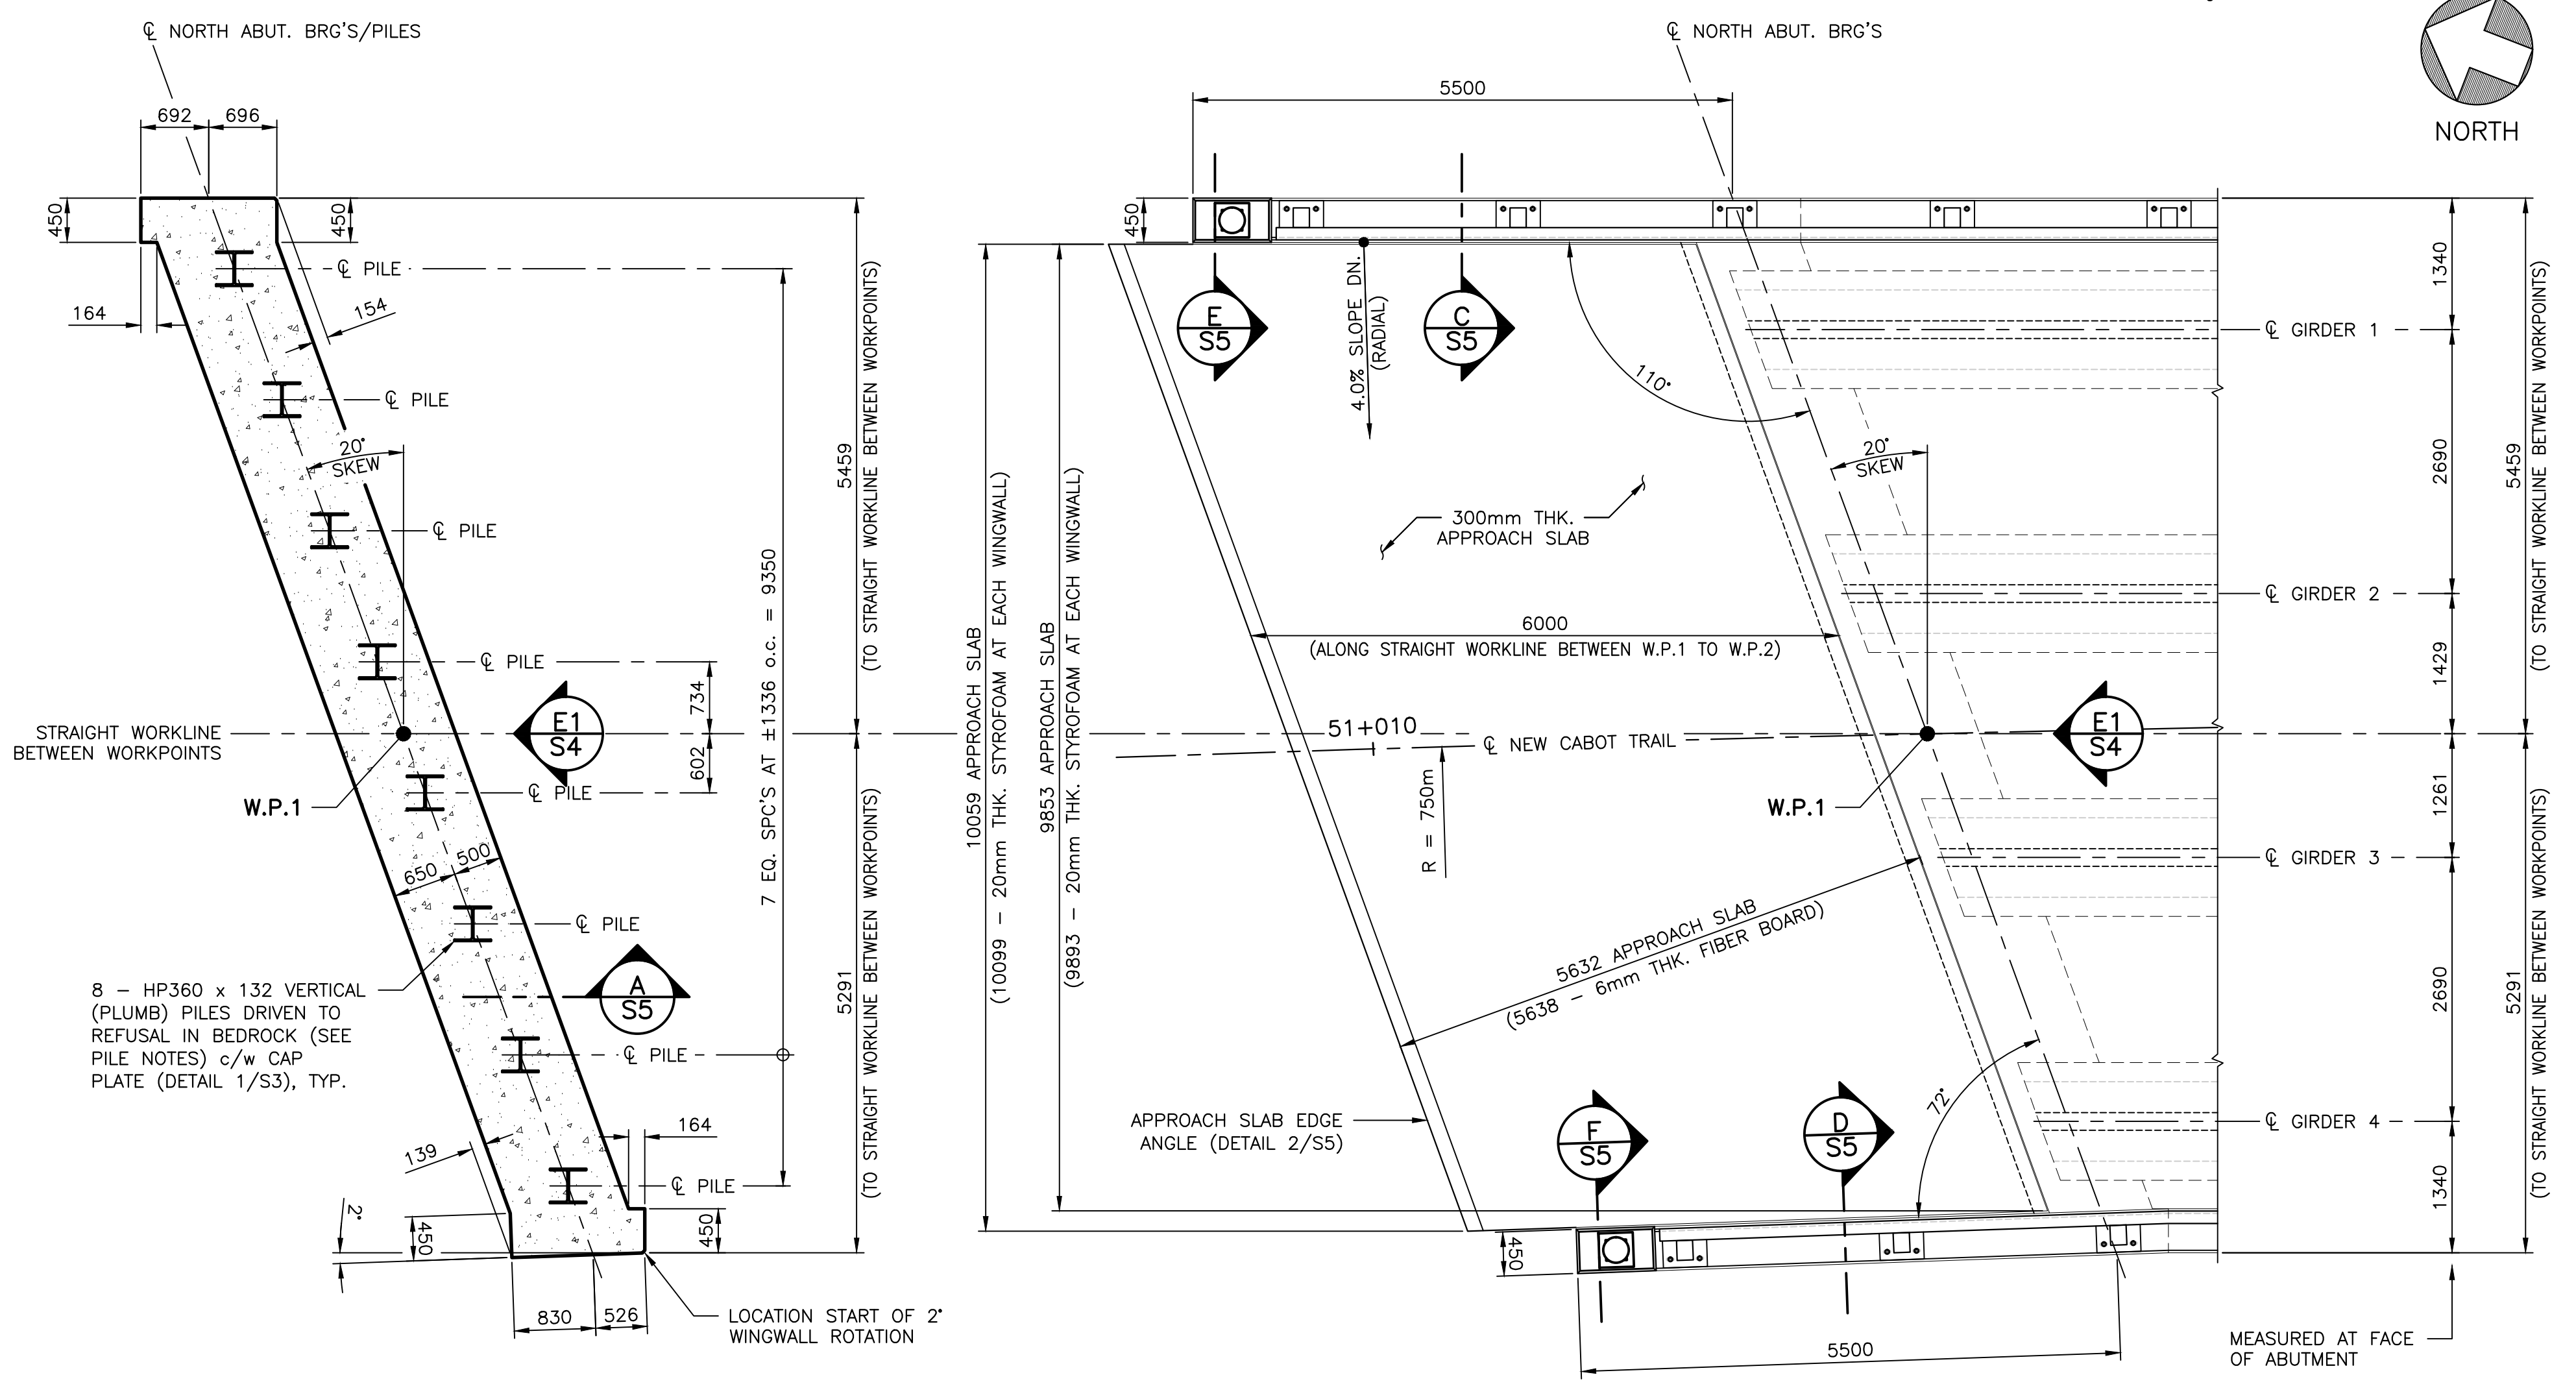 ℄ NORTH ABUT. BRG'S/PILES
692
696
450
450
℄ PILE
164
154
℄ PILE
20°
SKEW
℄ PILE
℄ PILE
734
STRAIGHT WORKLINE
BETWEEN WORKPOINTS
E1
S4
602
℄ PILE
W.P.1
650
500
℄ PILE
8 – HP360 x 132 VERTICAL
(PLUMB) PILES DRIVEN TO
REFUSAL IN BEDROCK (SEE
PILE NOTES) c/w CAP
PLATE (DETAIL 1/S3), TYP.
A
S5
℄ PILE
139
164
℄ PILE
2°
450
450
830
526
LOCATION START OF 2°
WINGWALL ROTATION
7 EQ. SPC'S AT ±1336 o.c. = 9350
5459
(TO STRAIGHT WORKLINE BETWEEN WORKPOINTS)
5291
(TO STRAIGHT WORKLINE BETWEEN WORKPOINTS)
℄ NORTH ABUT. BRG'S
5500
450
E
S5
C
S5
4.0% SLOPE DN.
(RADIAL)
110°
20°
SKEW
300mm THK.
APPROACH SLAB
10059 APPROACH SLAB
(10099 – 20mm THK. STYROFOAM AT EACH WINGWALL)
9853 APPROACH SLAB
(9893 – 20mm THK. STYROFOAM AT EACH WINGWALL)
6000
(ALONG STRAIGHT WORKLINE BETWEEN W.P.1 TO W.P.2)
51+010
℄ NEW CABOT TRAIL
R = 750m
W.P.1
E1
S4
5632 APPROACH SLAB
(5638 – 6mm THK. FIBER BOARD)
APPROACH SLAB EDGE
ANGLE (DETAIL 2/S5)
F
S5
D
S5
72°
450
5500
NORTH
℄ GIRDER 1
℄ GIRDER 2
℄ GIRDER 3
℄ GIRDER 4
1340
2690
1429
1261
2690
1340
5459
(TO STRAIGHT WORKLINE BETWEEN WORKPOINTS)
5291
(TO STRAIGHT WORKLINE BETWEEN WORKPOINTS)
MEASURED AT FACE
OF ABUTMENT